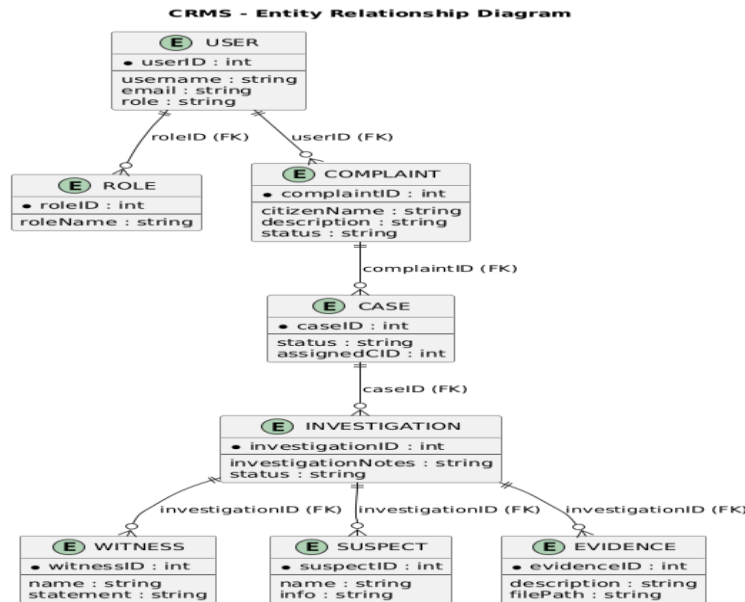 CRMS - Entity Relationship Diagram
E USER
userID : int
username : string
email : string
role : string
roleID (FK)
userID (FK)
E ROLE
roleID : int
roleName : string
E COMPLAINT
complaintID : int
citizenName : string
description : string
status : string
complaintID (FK)
E CASE
caseID : int
status : string
assignedCID : int
caseID (FK)
E INVESTIGATION
investigationID : int
investigationNotes : string
status : string
investigationID (FK)
investigationID (FK)
investigationID (FK)
E WITNESS
witnessID : int
name : string
statement : string
E SUSPECT
suspectID : int
name : string
info : string
E EVIDENCE
evidenceID : int
description : string
filePath : string